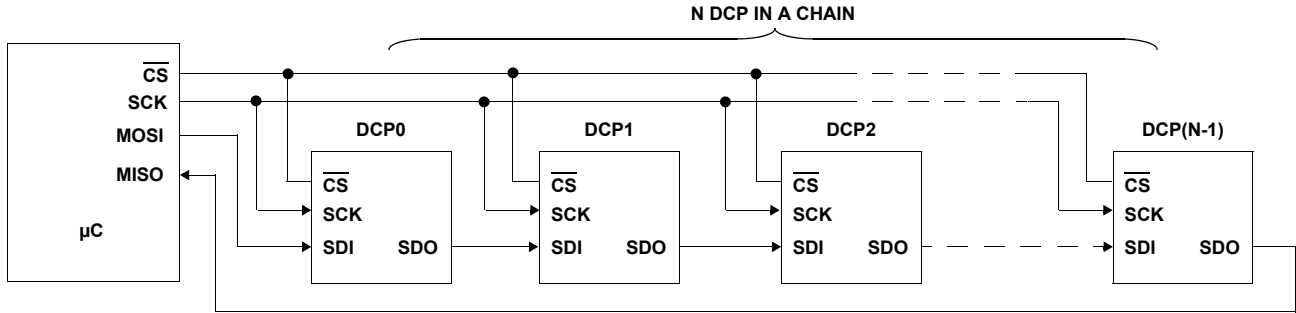 N DCP IN A CHAIN
CS
SCK
MOSI
MISO
µC
DCP0
CS
SCK
SDI SDO
DCP1
CS
SCK
SDI SDO
DCP2
CS
SCK
SDI SDO
DCP(N-1)
CS
SCK
SDI SDO